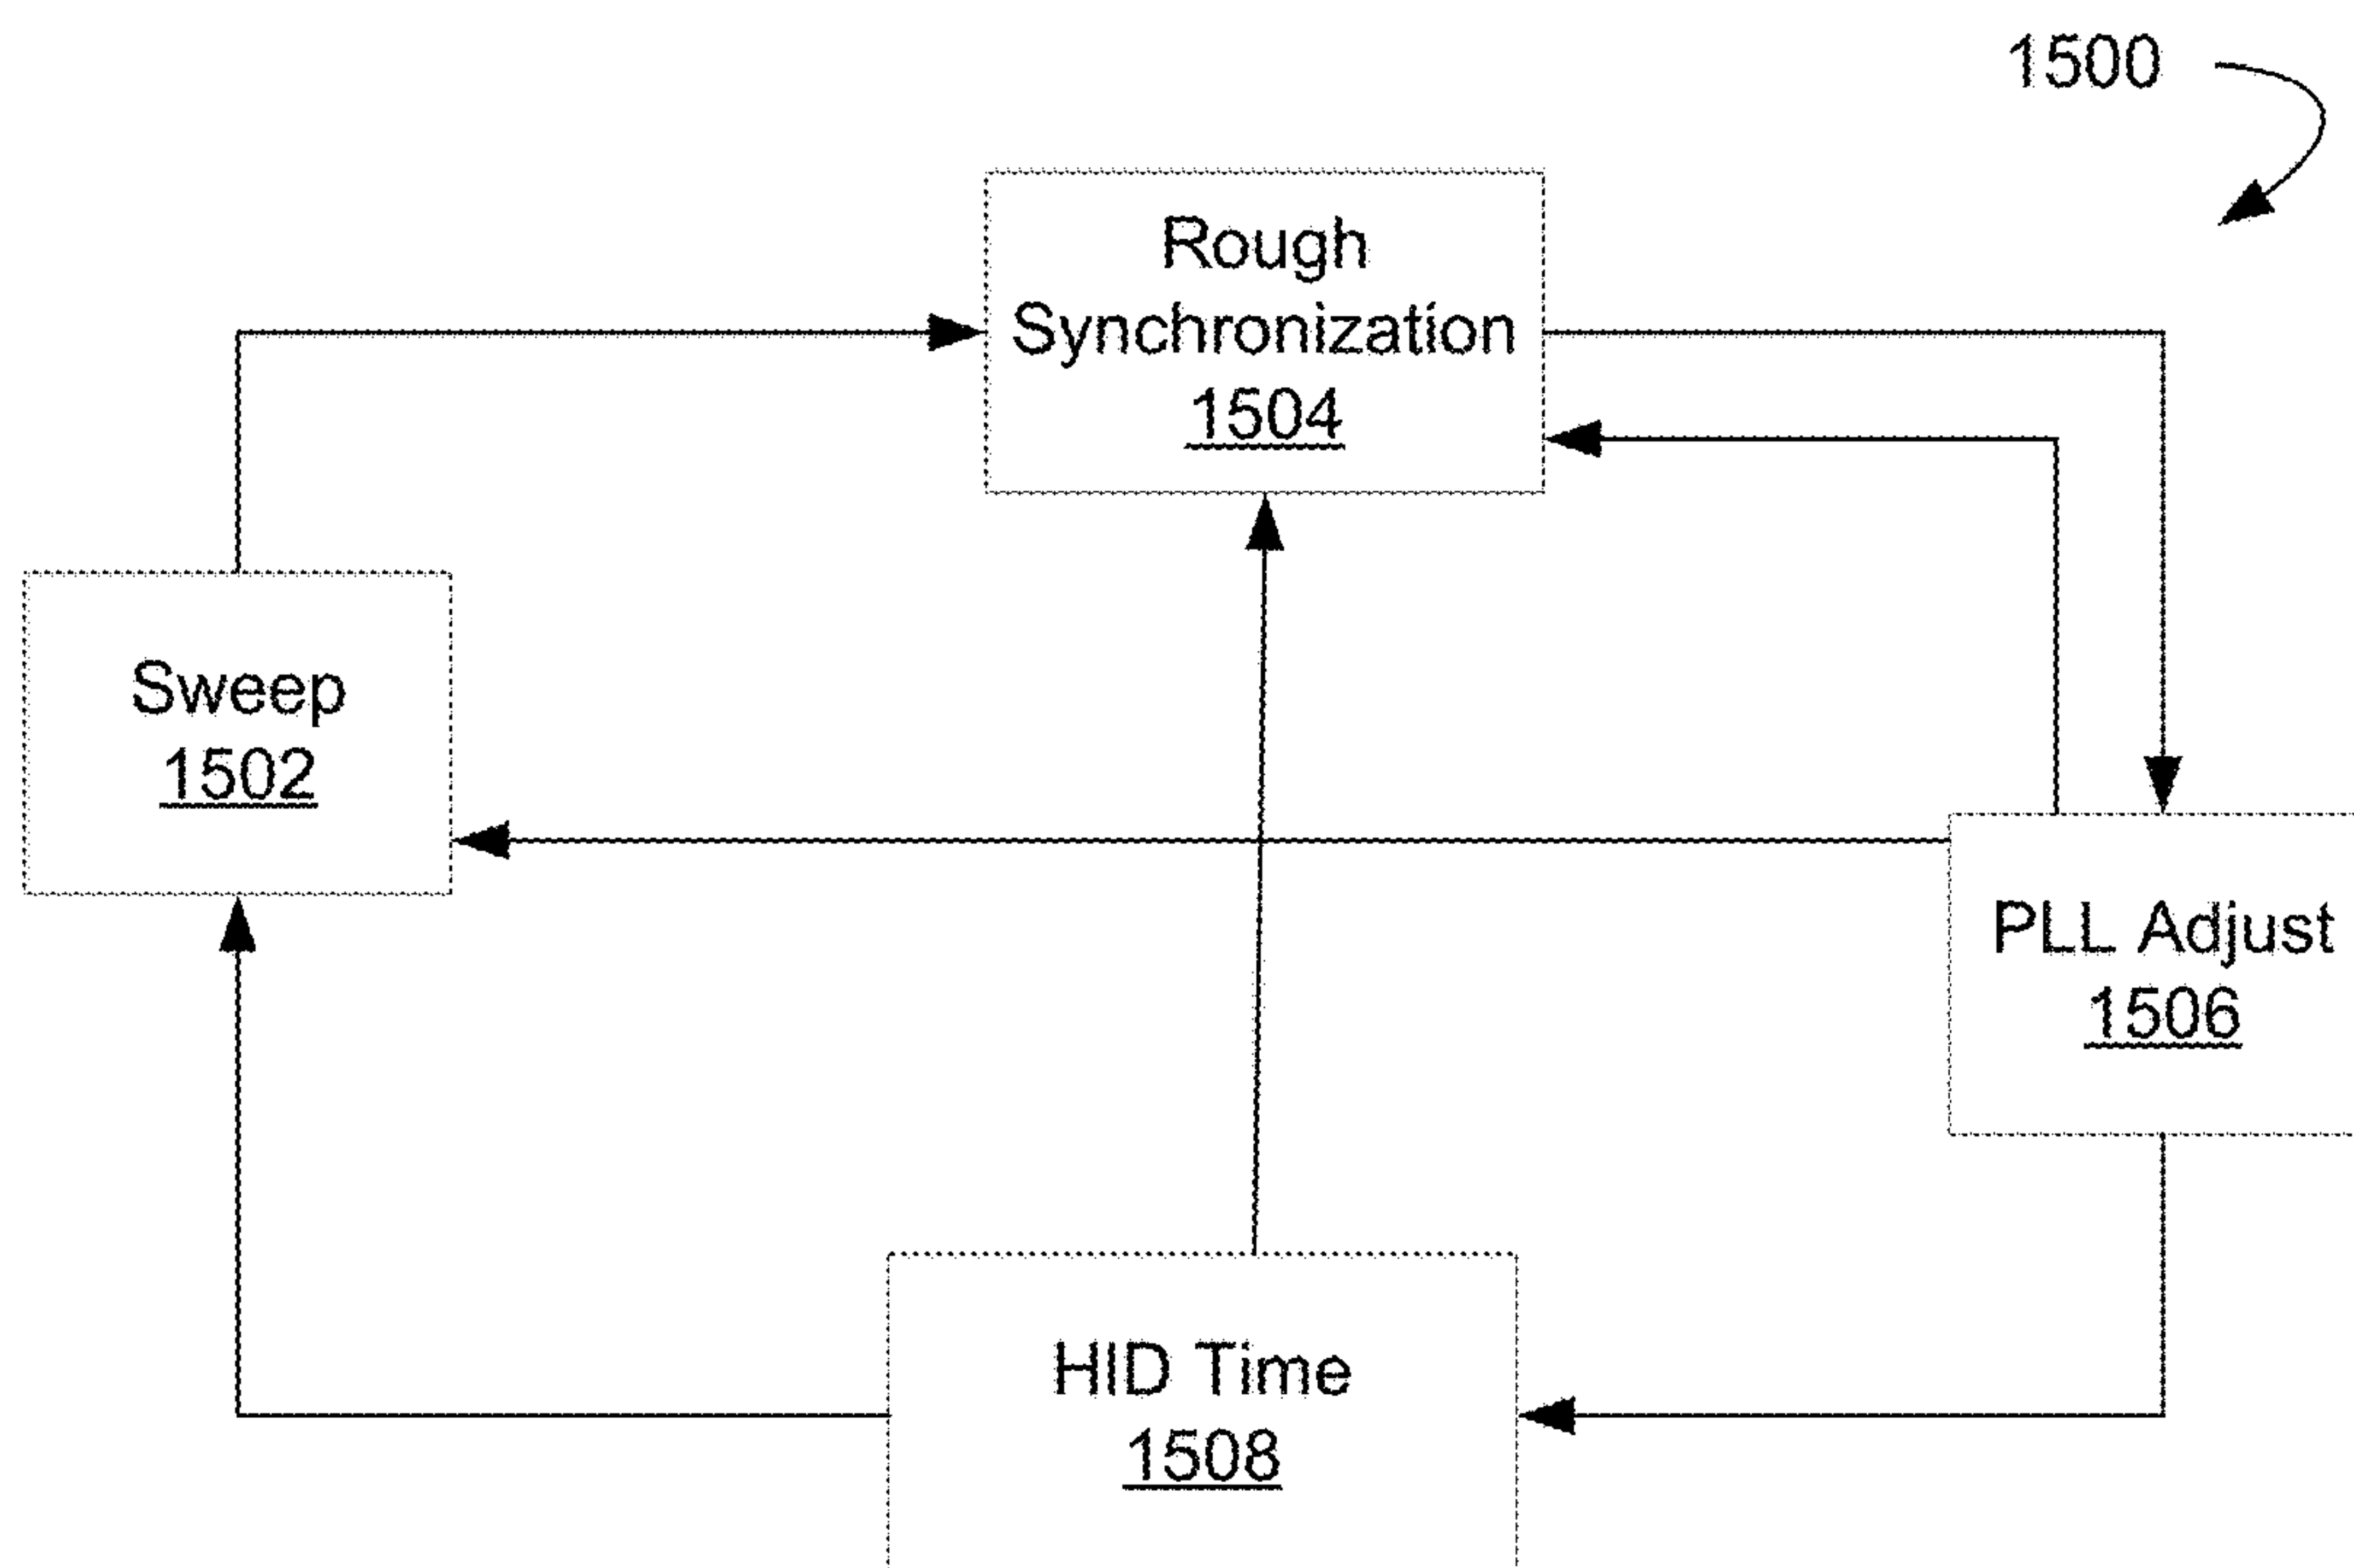 1500
Rough
Synchronization
1504
Sweep
1502
PLL Adjust
1506
HID Time
1508